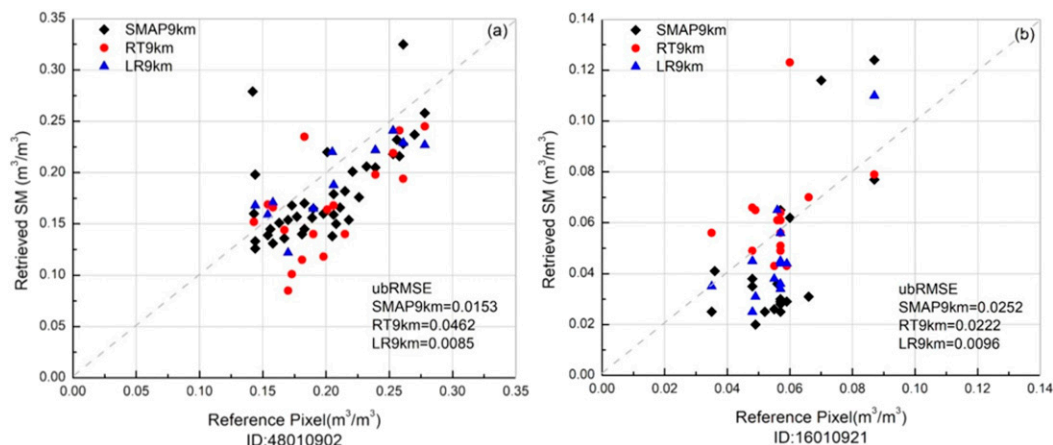 0.35
0.30
0.25
0.20
0.15
0.10
0.05
0.00
Retrieved SM (m³/m³)
SMAP9km
RT9km
LR9km
(a)
ubRMSE
SMAP9km=0.0153
RT9km=0.0462
LR9km=0.0085
0.00 0.05 0.10 0.15 0.20 0.25 0.30 0.35
Reference Pixel(m³/m³)
ID:48010902
0.14
0.12
0.10
0.08
0.06
0.04
0.02
0.00
Retrieved SM (m³/m³)
SMAP9km
RT9km
LR9km
(b)
ubRMSE
SMAP9km=0.0252
RT9km=0.0222
LR9km=0.0096
0.00 0.02 0.04 0.06 0.08 0.10 0.12 0.14
Reference Pixel(m³/m³)
ID:16010921